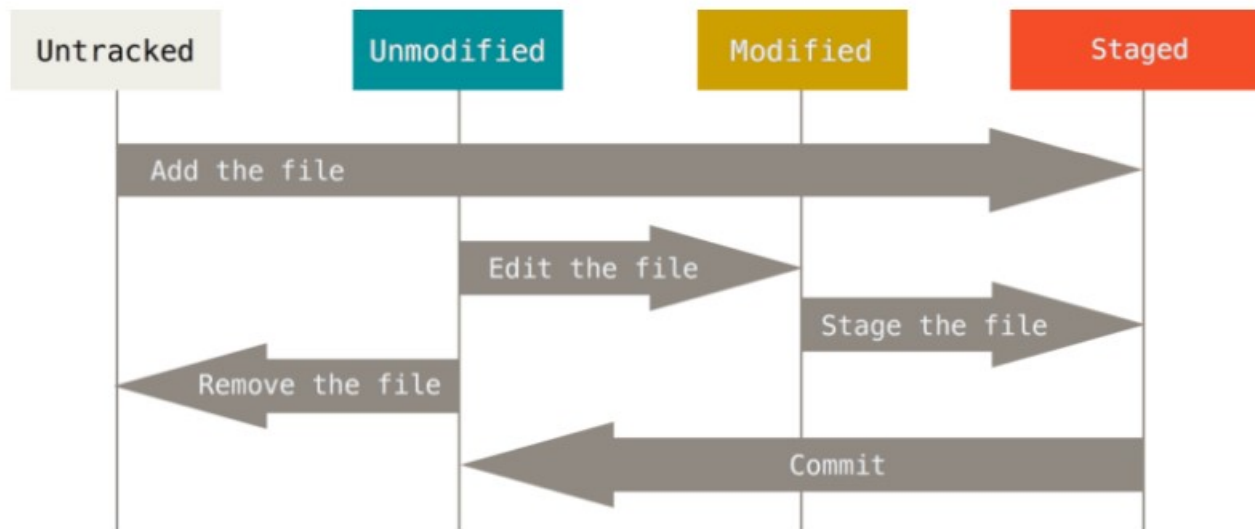 Untracked
Unmodified
Modified
Staged
Add the file
Edit the file
Stage the file
Remove the file
Commit